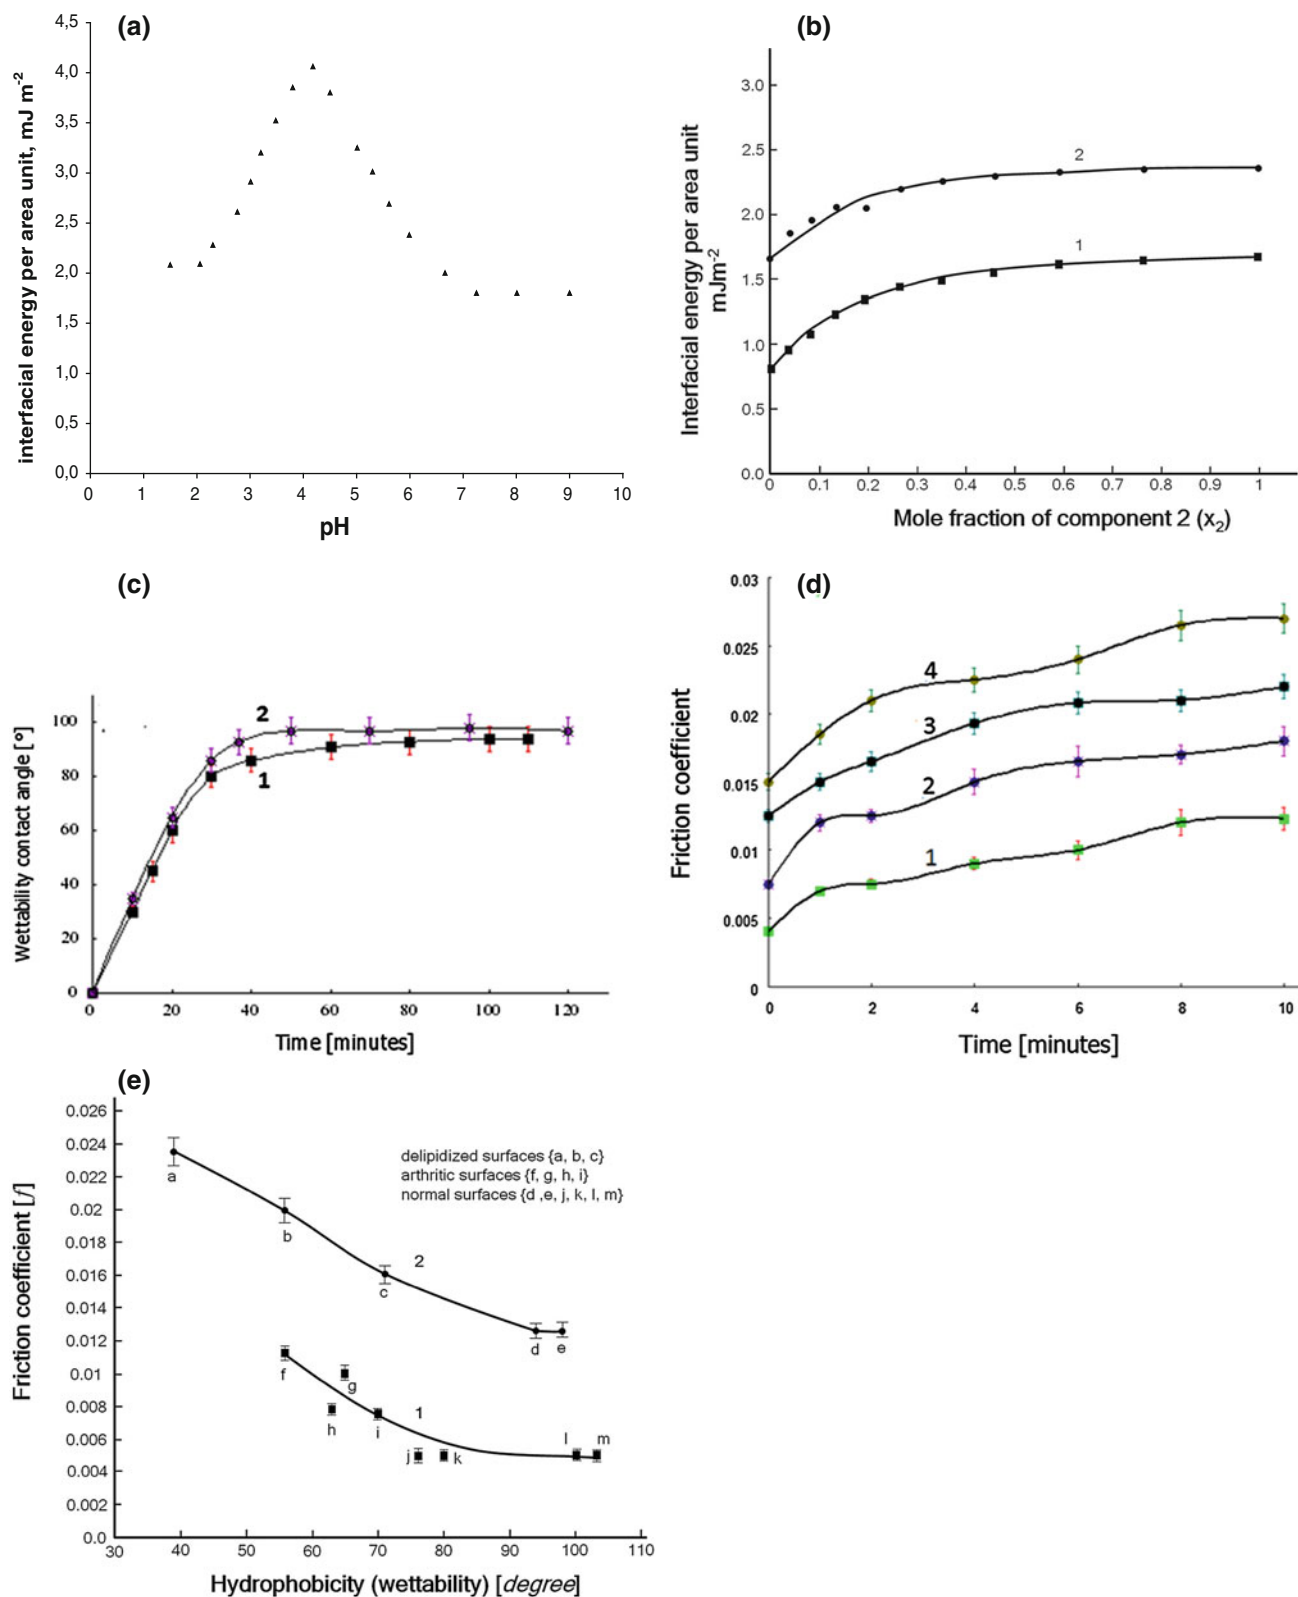 (a)
interfacial energy per area unit, mJ m-2
4,5
4,0
3,5
3,0
2,5
2,0
1,5
1,0
0,5
0,0
0 1 2 3 4 5 6 7 8 9 10
pH
(b)
Interfacial energy per area unit
mJm-2
3.0
2.5
2.0
1.5
1.0
0.5
0.0
2
1
0 0.1 0.2 0.3 0.4 0.5 0.6 0.7 0.8 0.9 1
Mole fraction of component 2 (x2)
(c)
Wettability contact angle [°]
100
80
60
40
20
0
2
1
0 20 40 60 80 100 120
Time [minutes]
(d)
Friction coefficient
0.03
0.025
0.02
0.015
0.01
0.005
0
4
3
2
1
0 2 4 6 8 10
Time [minutes]
(e)
Friction coefficient [f]
0.026
0.024
0.022
0.02
0.018
0.016
0.014
0.012
0.01
0.008
0.006
0.004
0.002
0.0
delipidized surfaces {a, b, c}
arthritic surfaces {f, g, h, i}
normal surfaces {d ,e, j, k, l, m}
a
b
2
c
d e
f
g
h
i
1
j k
l m
30 40 50 60 70 80 90 100 110
Hydrophobicity (wettability) [degree]